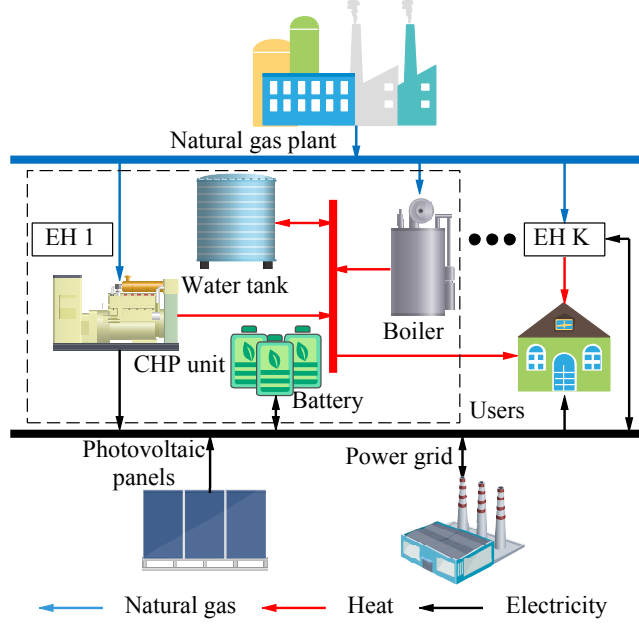 Natural gas plant
EH 1
EH K
Water tank
Boiler
CHP unit
Battery
Users
Photovoltaic
panels
Power grid
Natural gas
Heat
Electricity